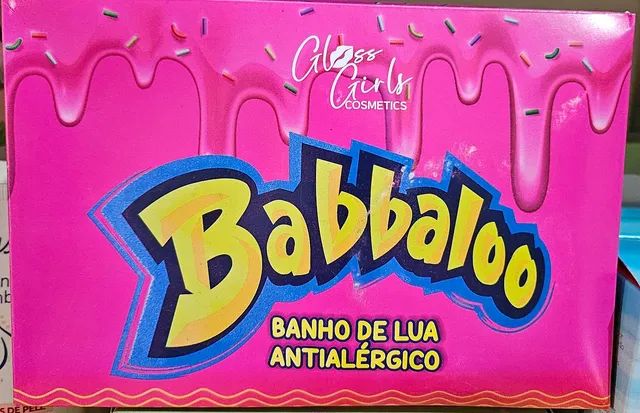 Gloss
Girls
COSMETICS
Babbaloo
BANHO DE LUA
ANTIALÉRGICO